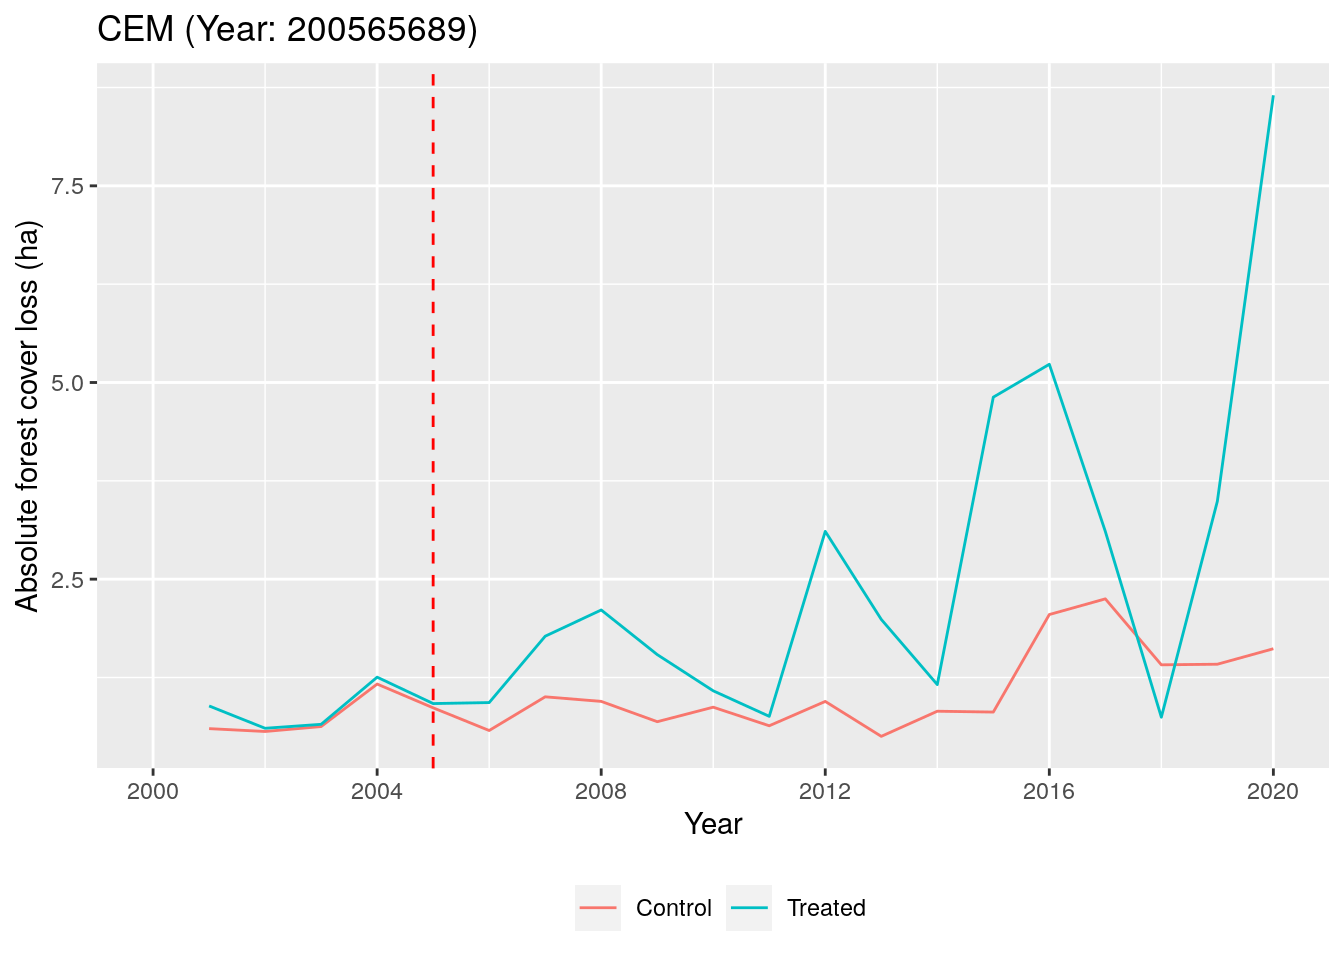 CEM (Year: 200565689)
Absolute forest cover loss (ha)
7.5
5.0
2.5
2000 2004 2008 2012 2016 2020
Year
Control Treated